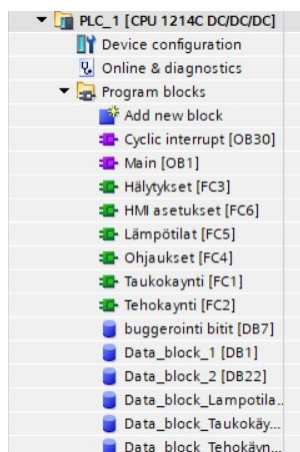 PLC_1 [CPU 1214C DC/DC/DC]
Device configuration
Online & diagnostics
Program blocks
Add new block
Cyclic interrupt [OB30]
Main [OB1]
Hälytykset [FC3]
HMI asetukset [FC6]
Lämpötilat [FC5]
Ohjaukset [FC4]
Taukokaynti [FC1]
Tehokaynti [FC2]
buggerointi bitit [DB7]
Data_block_1 [DB1]
Data_block_2 [DB22]
Data_block_Lampotila..
Data_block_Taukokäy...
Data_block_Tehokäyn...